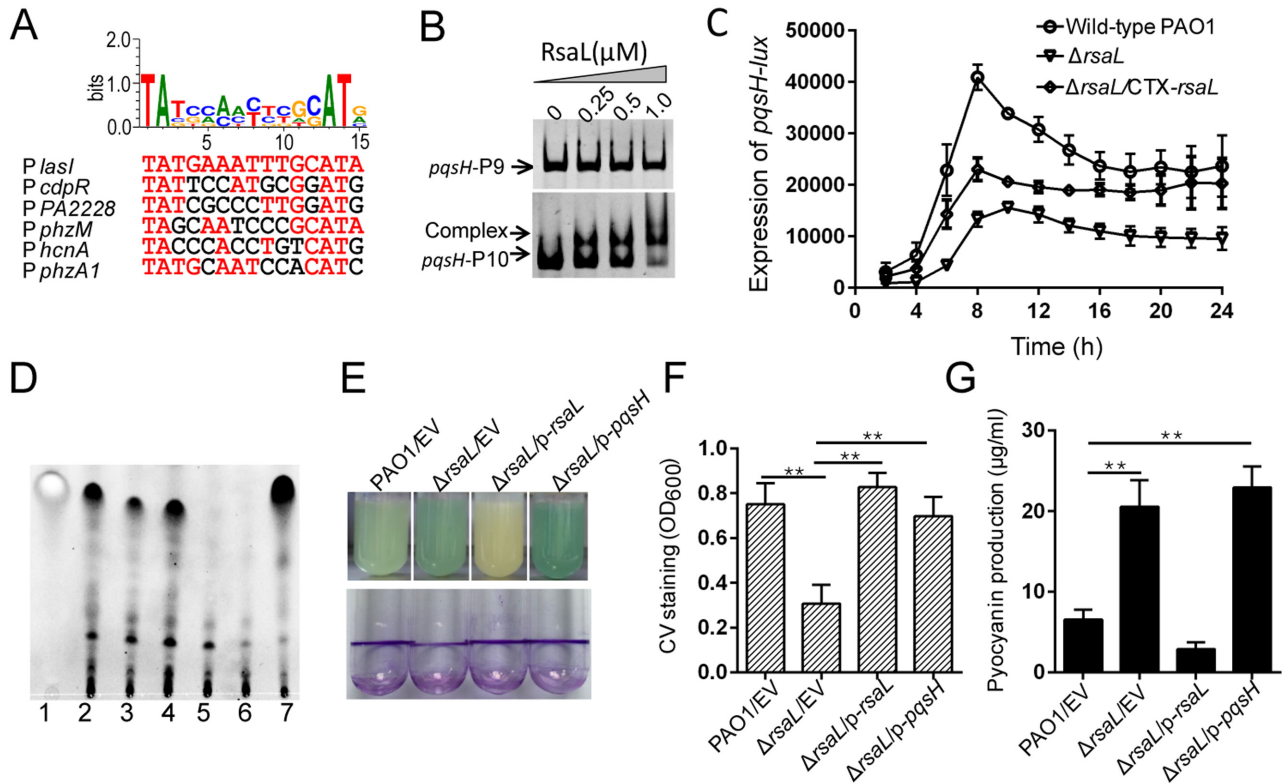 A
2.0
bits
1.0
0.0
5
10
15
P lasI TATGAAATTTGCATA
P cdpR TATTCCATGCGGATG
P PA2228 TATCGCCCTTGGATG
P phzM TAGCAATCCCGCATA
P hcnA TACCCACCTGTCATG
P phzA1 TATGCAATCCACATC
B
RsaL(μM)
0 0.25 0.5 1.0
pqsH-P9
Complex
pqsH-P10
C
Wild-type PAO1
ΔrsaL
ΔrsaL/CTX-rsaL
Expression of pqsH-lux
50000
40000
30000
20000
10000
0
0 4 8 12 16 20 24
Time (h)
D
1 2 3 4 5 6 7
E
PAO1/EV
ΔrsaL/EV
ΔrsaL/p-rsaL
ΔrsaL/p-pqsH
F
CV staining (OD600)
1.0
0.8
0.6
0.4
0.2
0.0
**
**
**
PAO1/EV
ΔrsaL/EV
ΔrsaL/p-rsaL
ΔrsaL/p-pqsH
G
Pyocyanin production (μg/ml)
30
20
10
0
**
**
PAO1/EV
ΔrsaL/EV
ΔrsaL/p-rsaL
ΔrsaL/p-pqsH